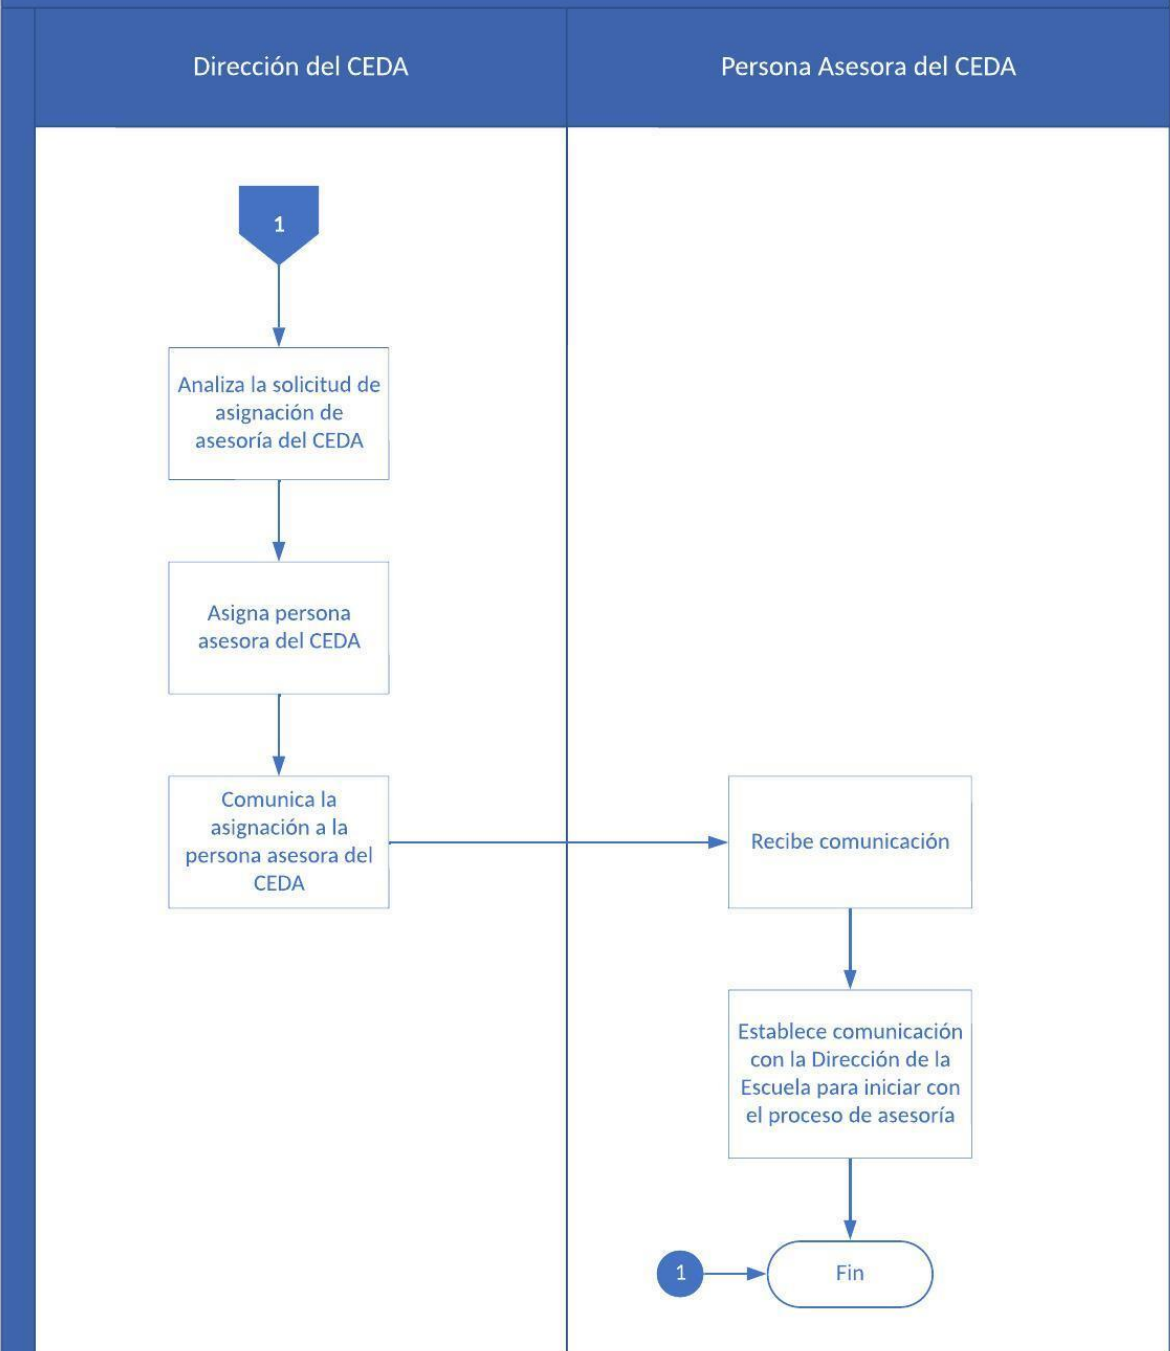 Dirección del CEDA
Persona Asesora del CEDA
1
Analiza la solicitud de
asignación de
asesoría del CEDA
Asigna persona
asesora del CEDA
Comunica la
asignación a la
persona asesora del
CEDA
Recibe comunicación
Establece comunicación
con la Dirección de la
Escuela para iniciar con
el proceso de asesoría
1
Fin